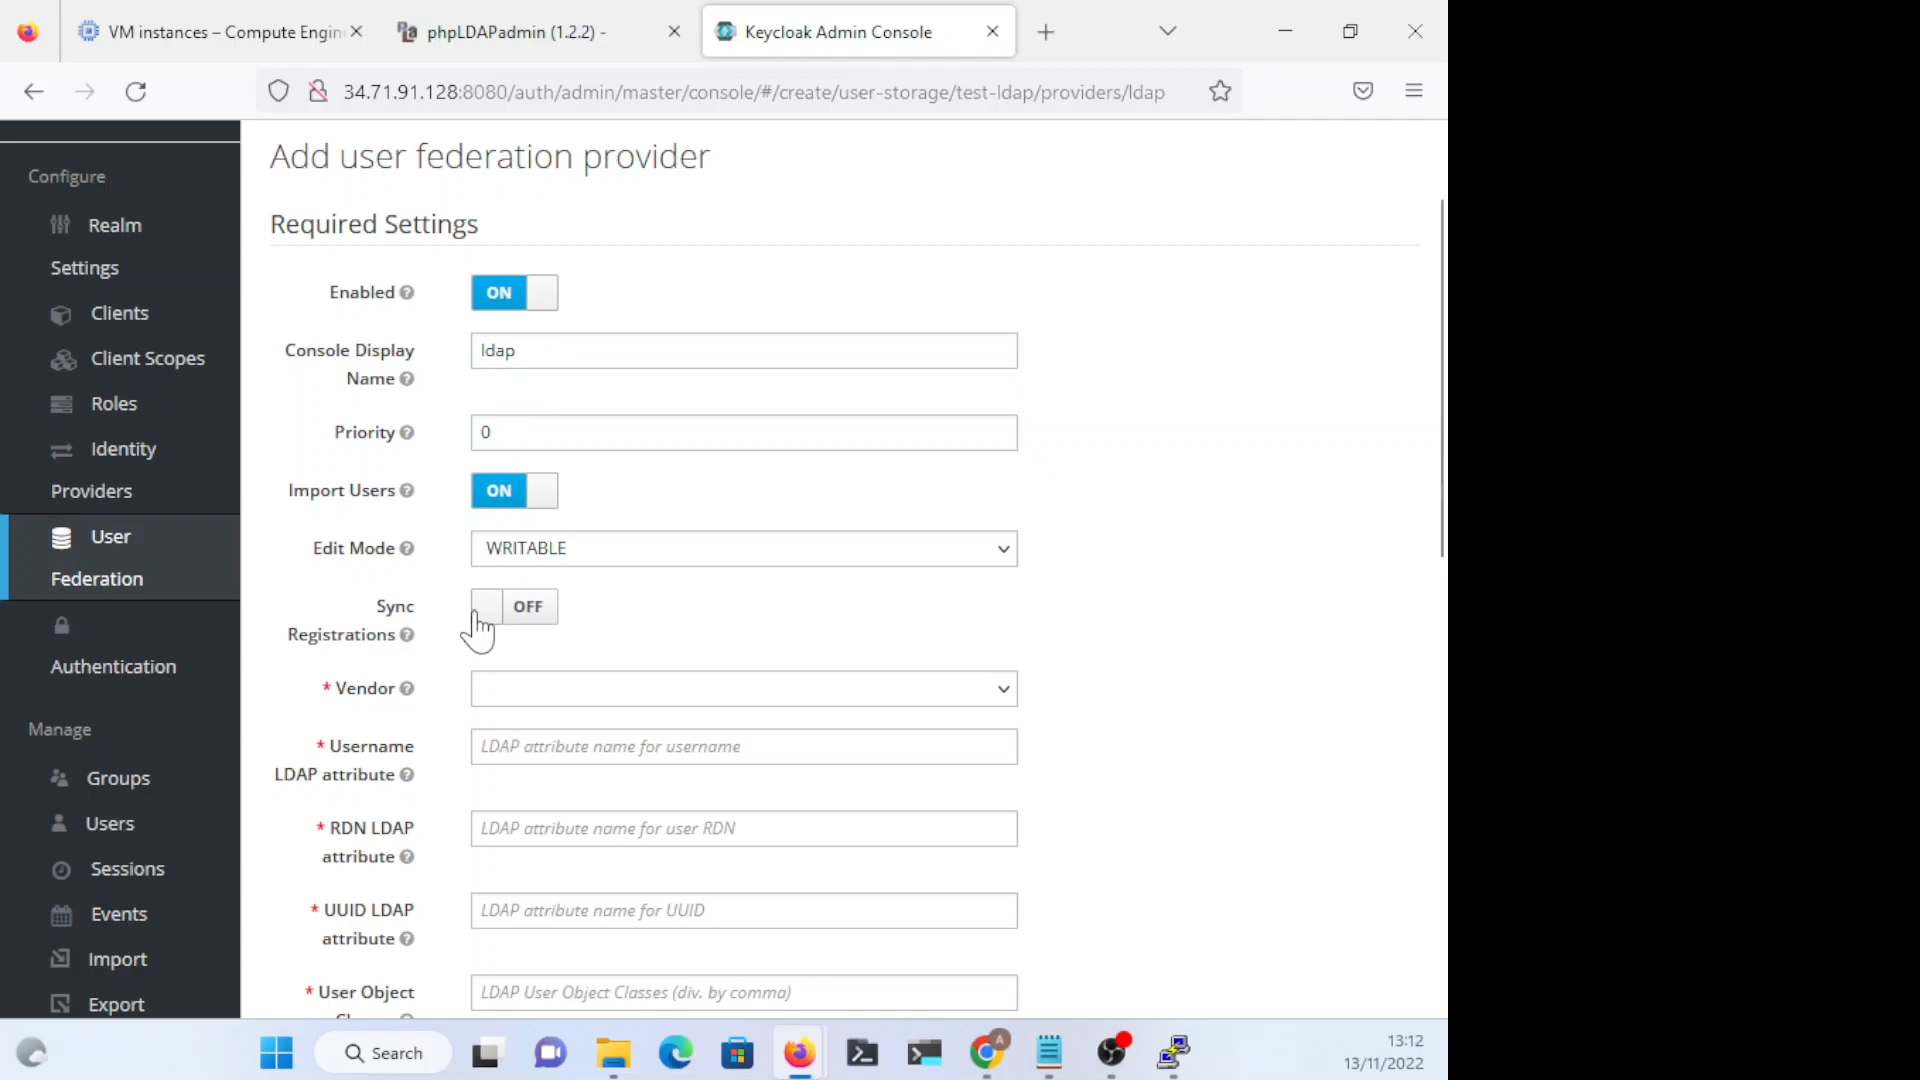 VM instances – Compute Engin
phpLDAPadmin (1.2.2) -
Keycloak Admin Console
34.71.91.128:8080/auth/admin/master/console/#/create/user-storage/test-ldap/providers/ldap
Configure
Realm
Settings
Clients
Client Scopes
Roles
Identity
Providers
User
Federation
Authentication
Manage
Groups
Users
Sessions
Events
Import
Export
Add user federation provider
Required Settings
Enabled
ON
Console Display
Name
ldap
Priority
0
Import Users
ON
Edit Mode
WRITABLE
Sync
Registrations
OFF
* Vendor
* Username
LDAP attribute
LDAP attribute name for username
* RDN LDAP
attribute
LDAP attribute name for user RDN
* UUID LDAP
attribute
LDAP attribute name for UUID
* User Object
LDAP User Object Classes (div. by comma)
Search
A
13:12
13/11/2022